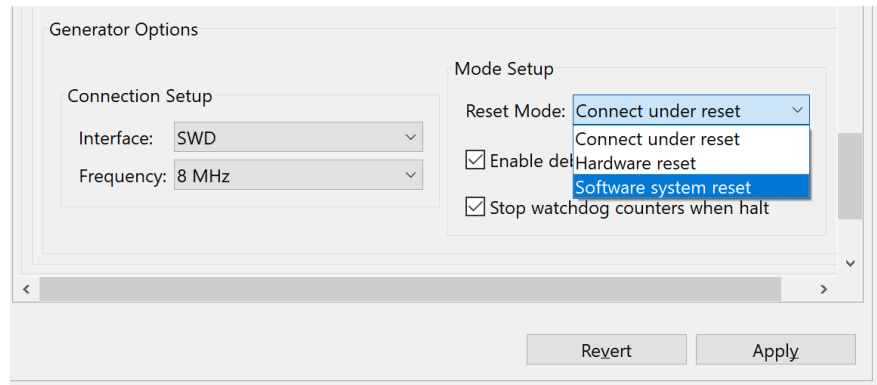 Generator Options
Connection Setup
Interface: SWD
Frequency: 8 MHz
Mode Setup
Reset Mode: Connect under reset
Connect under reset
Hardware reset
Software system reset
Enable
Stop watchdog counters when halt
Revert
Apply